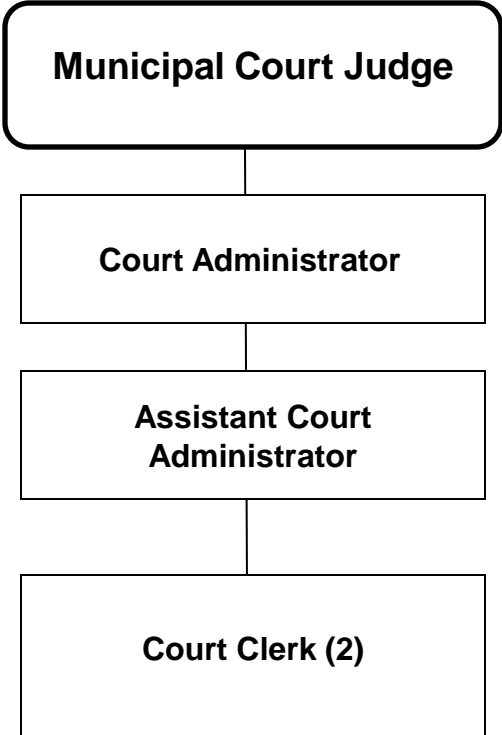 Municipal Court Judge
Court Administrator
Assistant Court
Administrator
Court Clerk (2)